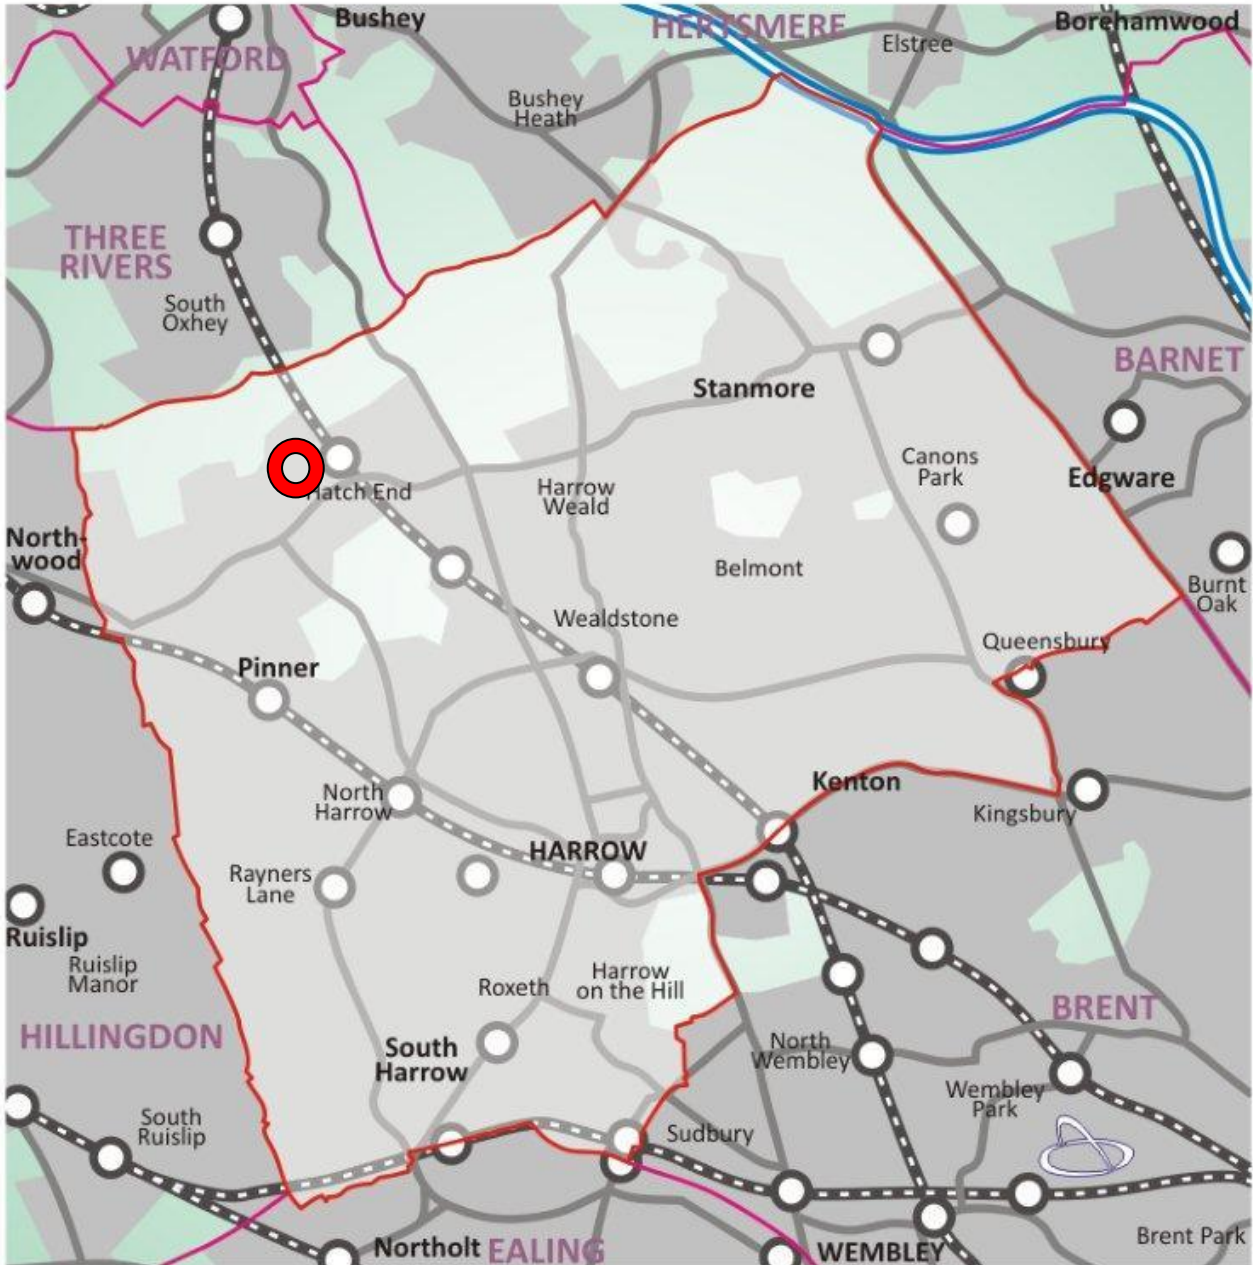 Bushey
HERTSMERE
Borehamwood
WATFORD
Elstree
Bushey
Heath
THREE
RIVERS
South
Oxhey
BARNET
Stanmore
Canons
Park
Edgware
Hatch End
Harrow
Weald
North-
wood
Belmont
Burnt
Oak
Wealdstone
Queensbury
Pinner
Kenton
North
Harrow
Kingsbury
Eastcote
HARROW
Rayners
Lane
Ruislip
Ruislip
Manor
Harrow
on the Hill
Roxeth
BRENT
HILLINGDON
South
Harrow
North
Wembley
Wembley
Park
South
Ruislip
Sudbury
Brent Park
Northolt
EALING
WEMBLEY